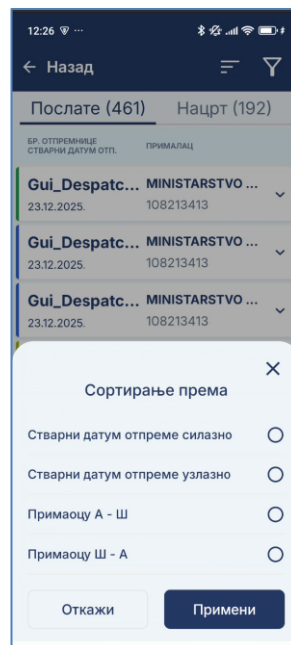 12:26
← Назад
Послате (461) Нацрт (192)
БР. ОТПРЕМНИЦЕ
СТВАРНИ ДАТУМ ОТП. ПРИМАЛАЦ
Gui_Despatc... MINISTARSTVO ...
23.12.2025. 108213413
Gui_Despatc... MINISTARSTVO ...
23.12.2025. 108213413
Gui_Despatc... MINISTARSTVO ...
23.12.2025. 108213413
Сортирање према
Стварни датум отпреме силазно
Стварни датум отпреме узлазно
Примаоцу А - Ш
Примаоцу Ш - А
Откажи Примени